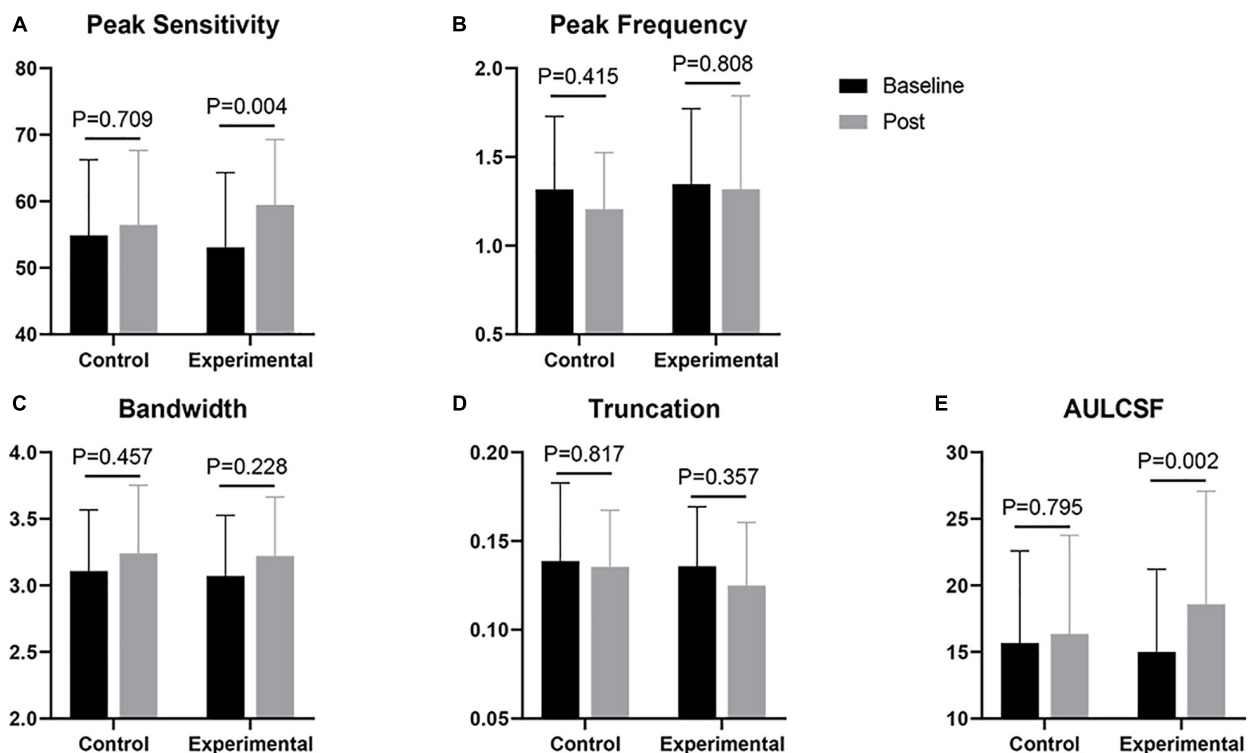 A Peak Sensitivity
80
70
60
50
40
P=0.709
P=0.004
Control Experimental
B Peak Frequency
2.0
1.5
1.0
0.5
P=0.415
P=0.808
Control Experimental
Baseline
Post
C Bandwidth
4.0
3.5
3.0
2.5
2.0
P=0.457
P=0.228
Control Experimental
D Truncation
0.20
0.15
0.10
0.05
P=0.817
P=0.357
Control Experimental
E AULCSF
30
25
20
15
10
P=0.795
P=0.002
Control Experimental